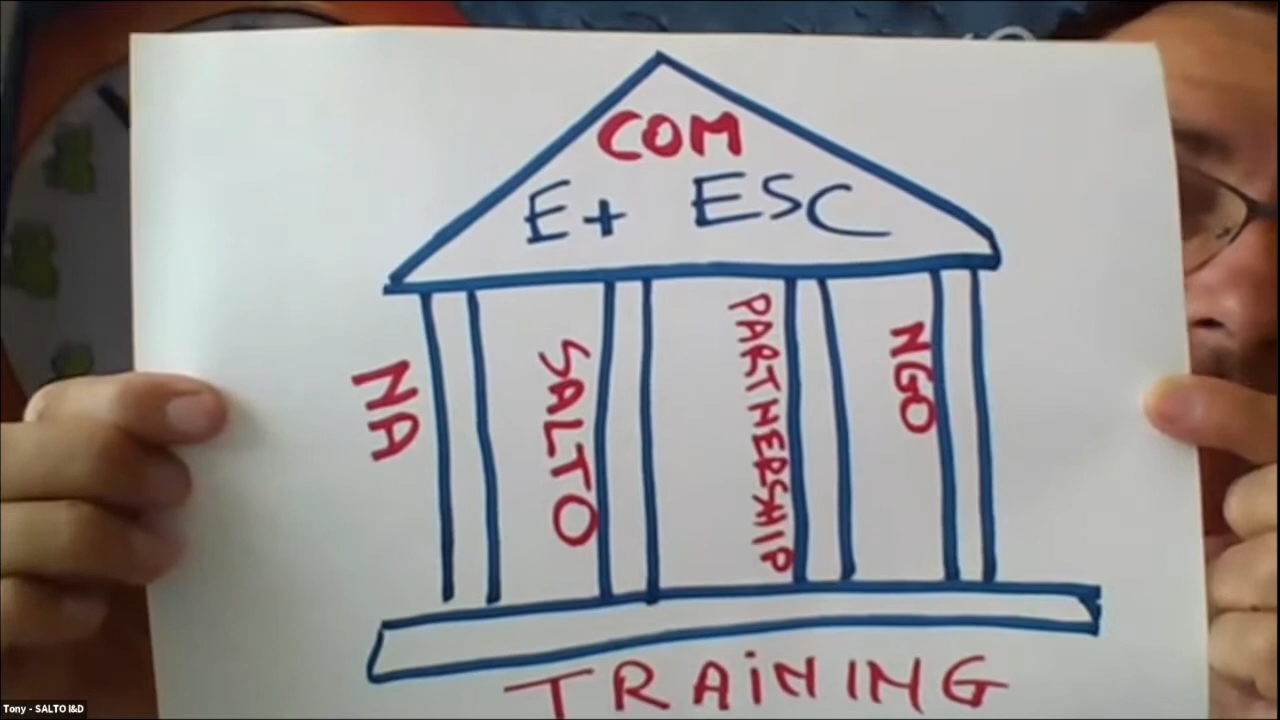 COM
E+ ESC
NA
SALTO
PARTNERSHIP
NGO
TRAiNING
Tony - SALTO I&D